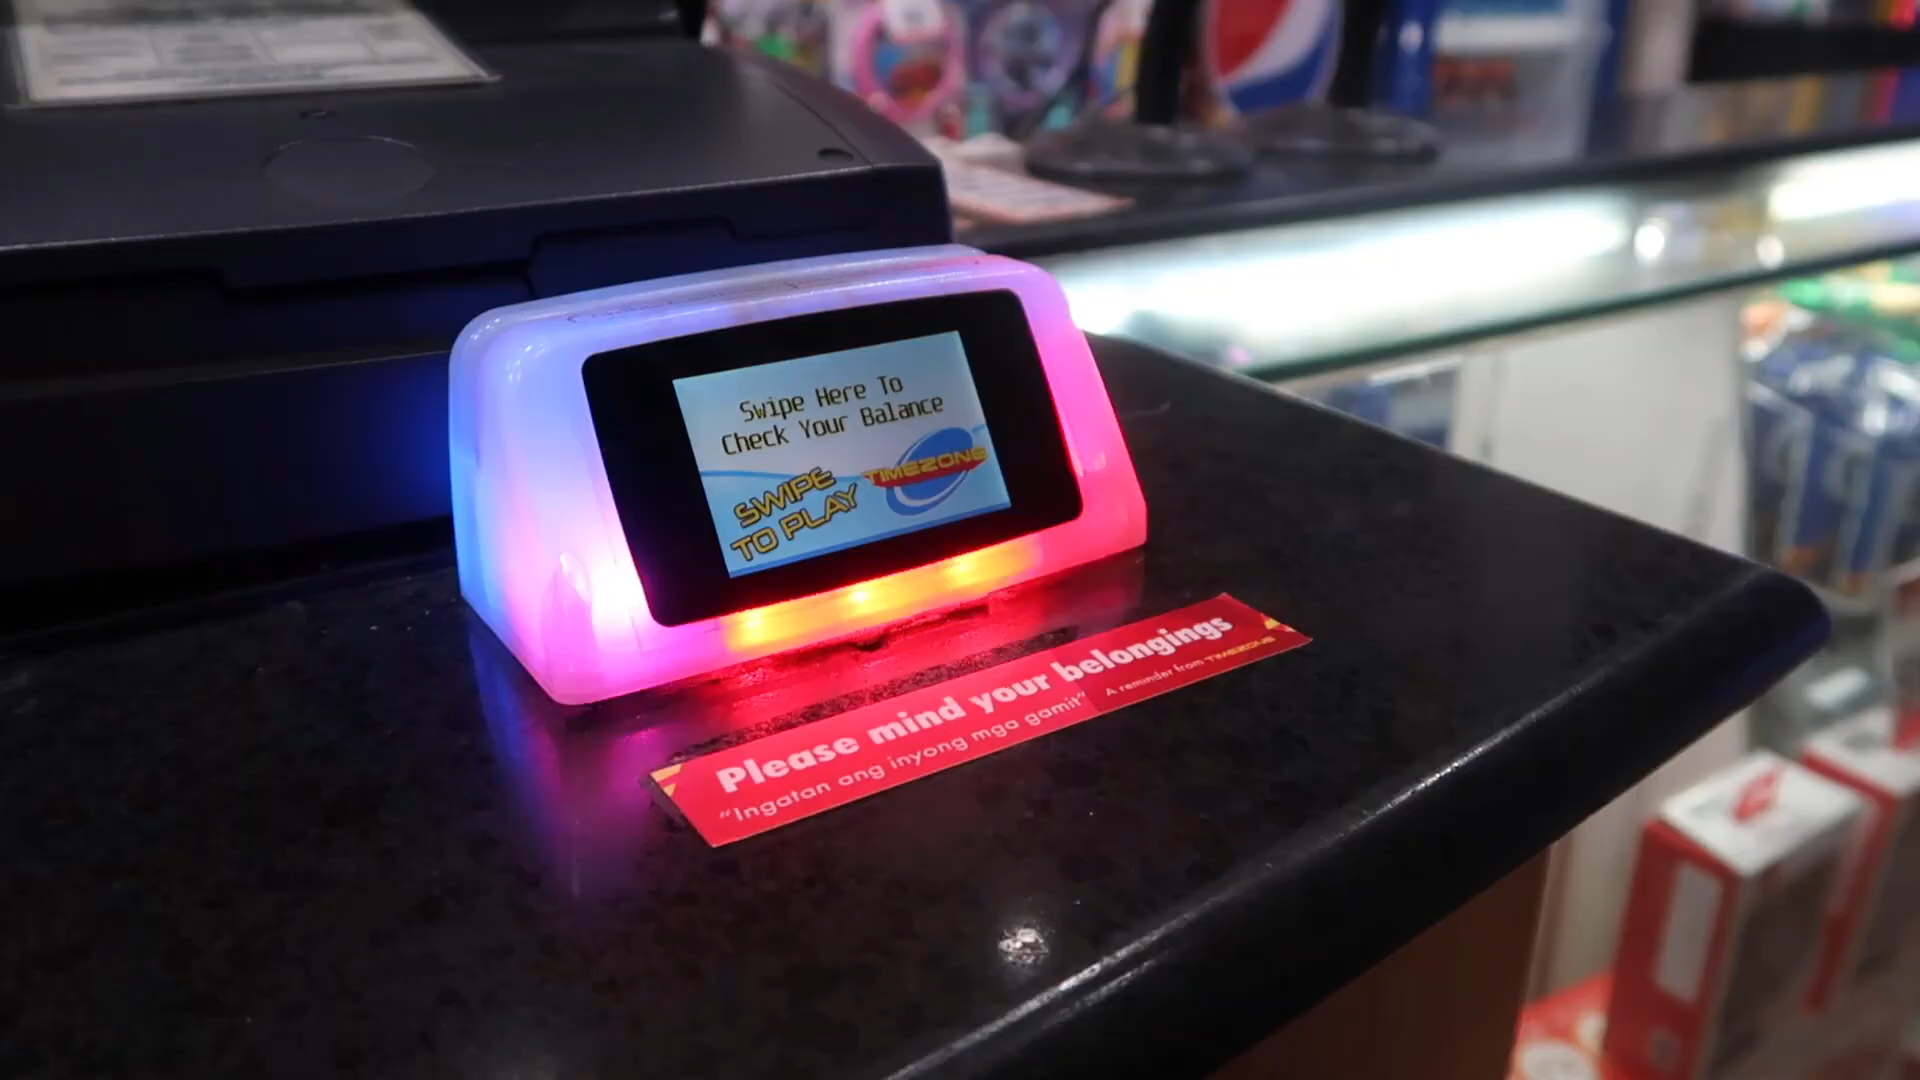 Swipe Here To
Check Your Balance
SWIPE
TO PLAY
TIMEZONE
Please mind your belongings
"Ingatan ang inyong mga gamit"
A reminder from TIMEZONE